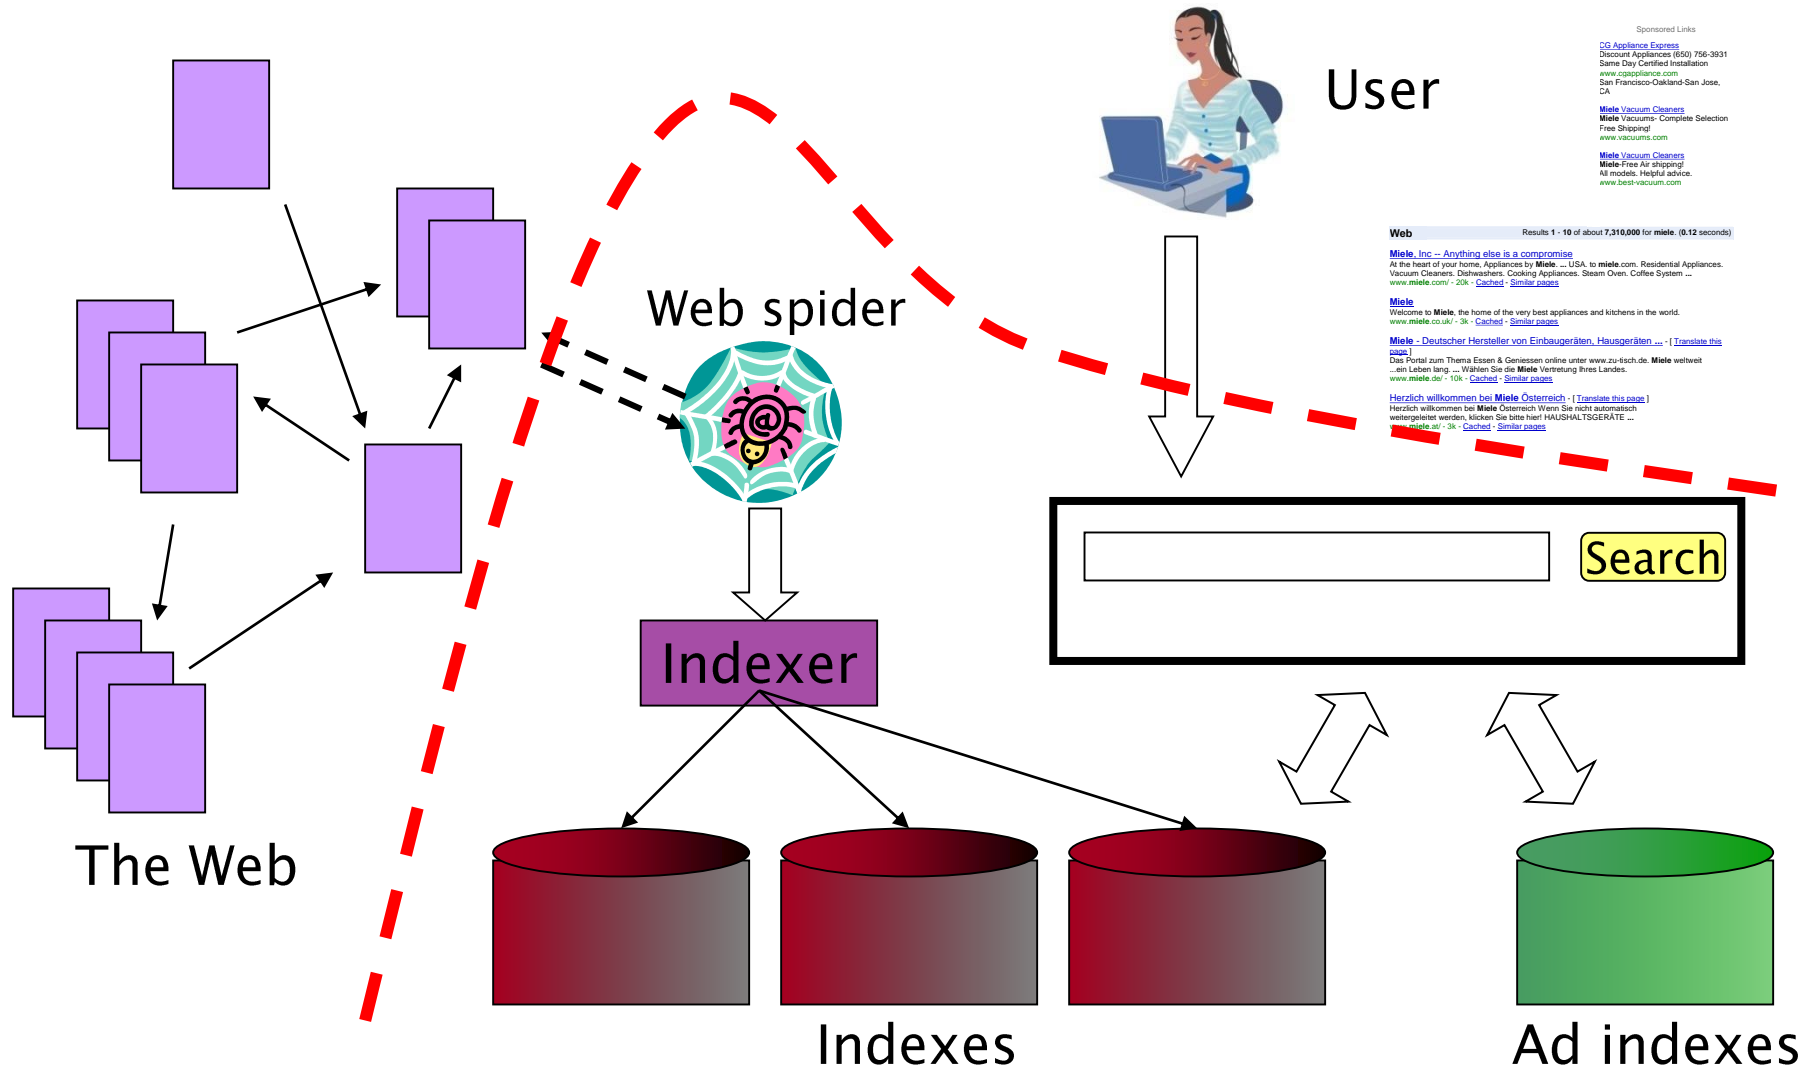 Sponsored Links
CG Appliance Express
Discount Appliances (650) 756-3931
Same Day Certified Installation
www.cgappliance.com
San Francisco-Oakland-San Jose,
CA
Miele Vacuum Cleaners
Miele Vacuums- Complete Selection
Free Shipping!
www.vacuums.com
Miele Vacuum Cleaners
Miele-Free Air shipping!
All models. Helpful advice.
www.best-vacuum.com
User
Web Results 1 - 10 of about 7,310,000 for miele. (0.12 seconds)
Miele, Inc -- Anything else is a compromise
At the heart of your home, Appliances by Miele. ... USA. to miele.com. Residential Appliances.
Vacuum Cleaners. Dishwashers. Cooking Appliances. Steam Oven. Coffee System ...
www.miele.com/ - 20k - Cached - Similar pages
Miele
Welcome to Miele, the home of the very best appliances and kitchens in the world.
www.miele.co.uk/ - 3k - Cached - Similar pages
Miele - Deutscher Hersteller von Einbaugeräten, Hausgeräten ... - [ Translate this
page ]
Das Portal zum Thema Essen & Geniessen online unter www.zu-tisch.de. Miele weltweit
...ein Leben lang. ... Wählen Sie die Miele Vertretung Ihres Landes.
www.miele.de/ - 10k - Cached - Similar pages
Herzlich willkommen bei Miele Österreich - [ Translate this page ]
Herzlich willkommen bei Miele Österreich Wenn Sie nicht automatisch
weitergeleitet werden, klicken Sie bitte hier! HAUSHALTSGERÄTE ...
www.miele.at/ - 3k - Cached - Similar pages
Web spider
@
Search
Indexer
The Web
Indexes
Ad indexes